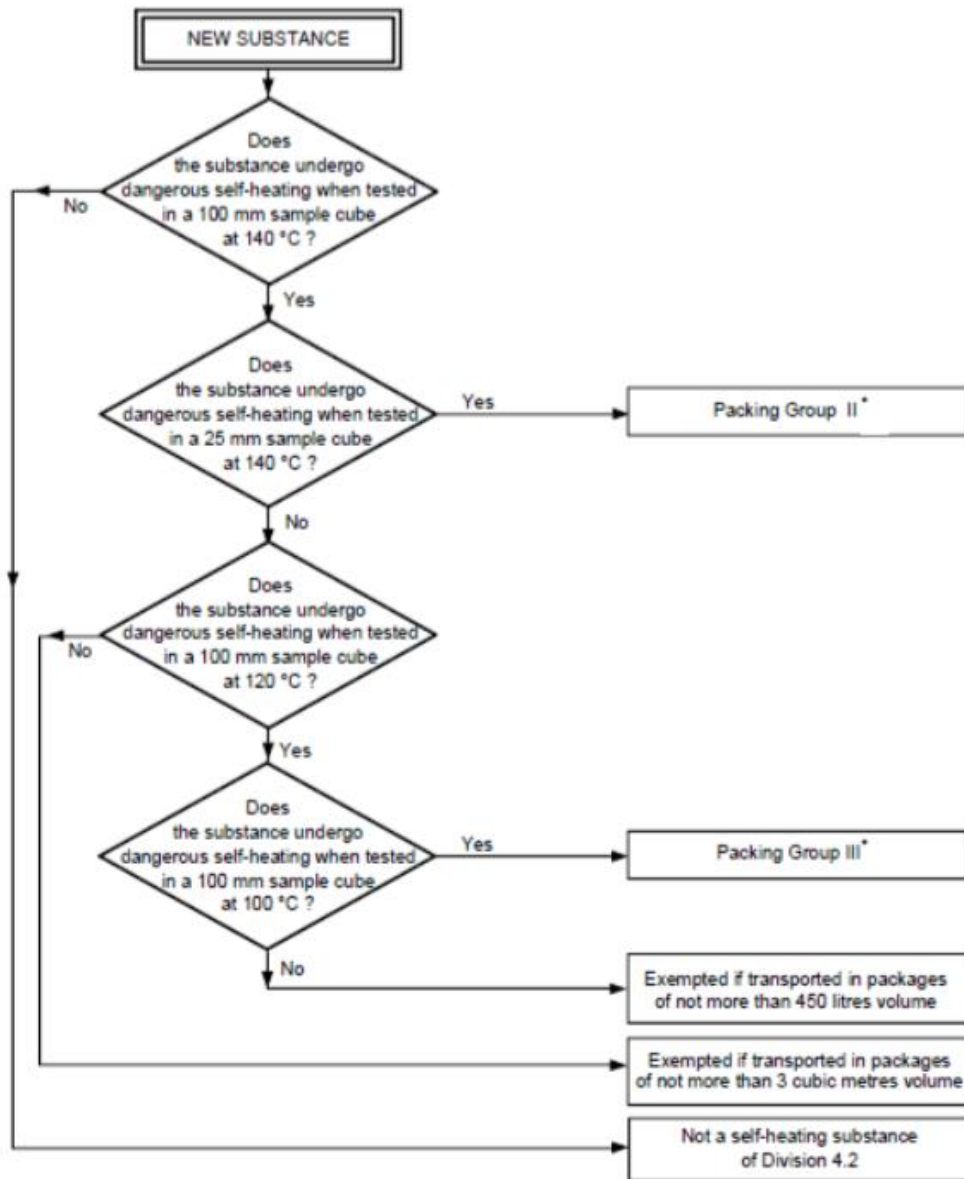 NEW SUBSTANCE
Does
the substance undergo
dangerous self-heating when tested
in a 100 mm sample cube
at 140 °C ?
No
Yes
Does
the substance undergo
dangerous self-heating when tested
in a 25 mm sample cube
at 140 °C ?
Yes
Packing Group II*
No
Does
the substance undergo
dangerous self-heating when tested
in a 100 mm sample cube
at 120 °C ?
No
Yes
Does
the substance undergo
dangerous self-heating when tested
in a 100 mm sample cube
at 100 °C ?
Yes
Packing Group III*
No
Exempted if transported in packages
of not more than 450 litres volume
Exempted if transported in packages
of not more than 3 cubic metres volume
Not a self-heating substance
of Division 4.2